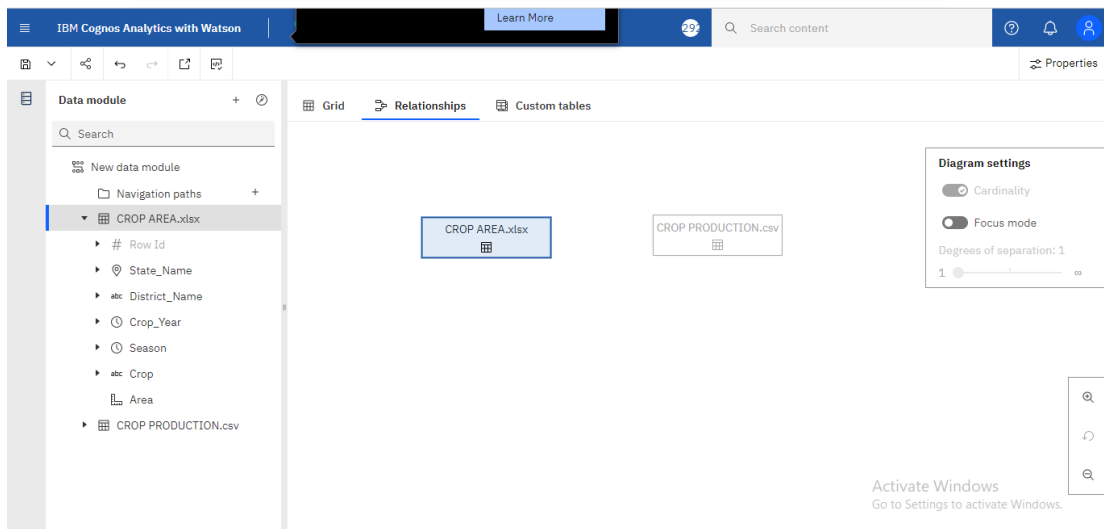 Learn More
IBM Cognos Analytics with Watson
292
Search content
Properties
Data module
Grid
Relationships
Custom tables
Search
New data module
Navigation paths
CROP AREA.xlsx
# Row Id
State_Name
abc District_Name
Crop_Year
Season
abc Crop
Area
CROP PRODUCTION.csv
CROP AREA.xlsx
CROP PRODUCTION.csv
Diagram settings
Cardinality
Focus mode
Degrees of separation: 1
1 ∞
Activate Windows
Go to Settings to activate Windows.